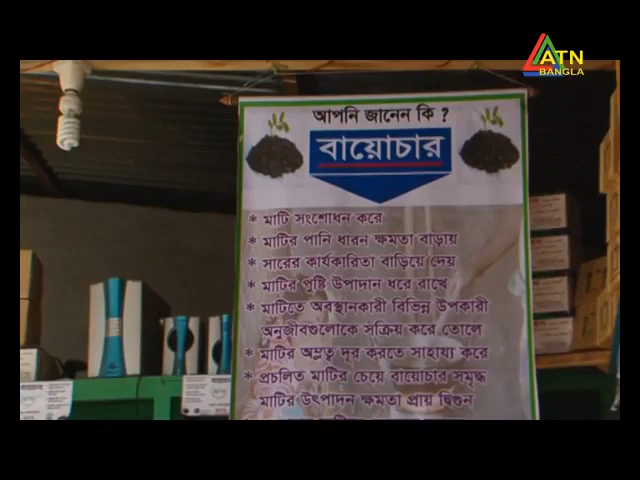 ATN
BANGLA
আপনি জানেন কি ?
বায়োচার
* মাটি সংশোধন করে
* মাটির পানি ধারন ক্ষমতা বাড়ায়
* সারের কার্যকারিতা বাড়িয়ে দেয়
* মাটির পুষ্টি উপাদান ধরে রাখে
* মাটিতে অবস্থানকারী বিভিন্ন উপকারী
অনুজীবগুলোকে সক্রিয় করে তোলে
* মাটির অম্লত্ব দূর করতে সাহায্য করে
* প্রচলিত মাটির চেয়ে বায়োচার সমৃদ্ধ
মাটির উৎপাদন ক্ষমতা প্রায় দ্বিগুন